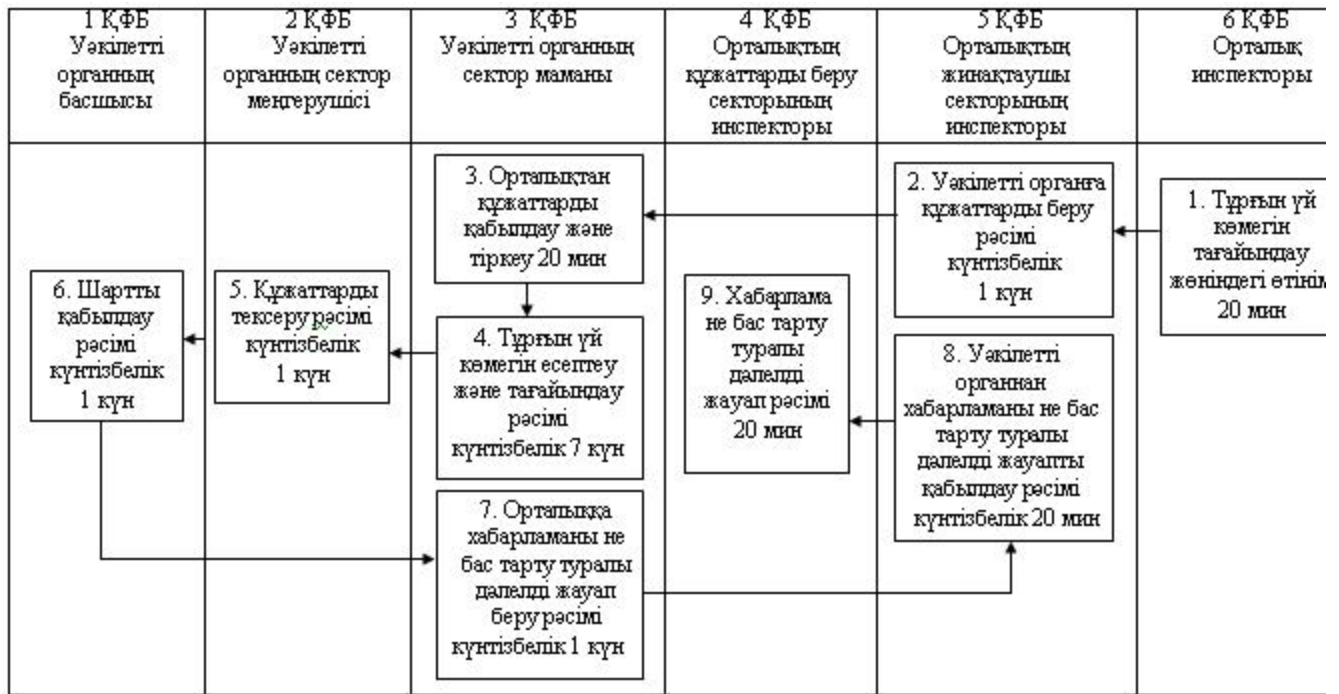 1 ҚФБ
Уәкілетті
органның
басшысы
2 ҚФБ
Уәкілетті
органның сектор
меңгерушісі
3 ҚФБ
Уәкілетті органның
сектор маманы
4 ҚФБ
Орталықтың
құжаттарды беру
секторының
инспекторы
5 ҚФБ
Орталықтың
жинақтаушы
секторының
инспекторы
6 ҚФБ
Орталық
инспекторы
1. Тұрғын үй
көмегін
тағайындау
жөніндегі өтінім
20 мин
2. Уәкілетті органға
құжаттарды беру
рәсімі
күнтізбелік
1 күн
3. Орталықтан
құжаттарды
қабылдау және
тіркеу 20 мин
4. Тұрғын үй
көмегін есептеу
және тағайындау
рәсімі
күнтізбелік 7 күн
5. Құжаттарды
тексеру рәсімі
күнтізбелік
1 күн
6. Шартты
қабылдау
рәсімі
күнтізбелік
1 күн
7. Орталыққа
хабарламаны не
бас тарту туралы
дәлелді жауап
беру рәсімі
күнтізбелік 1 күн
8. Уәкілетті
органнан
хабарламаны не бас
тарту туралы
дәлелді жауапты
қабылдау рәсімі
күнтізбелік 20 мин
9. Хабарлама
не бас тарту
туралы
дәлелді
жауап рәсімі
20 мин